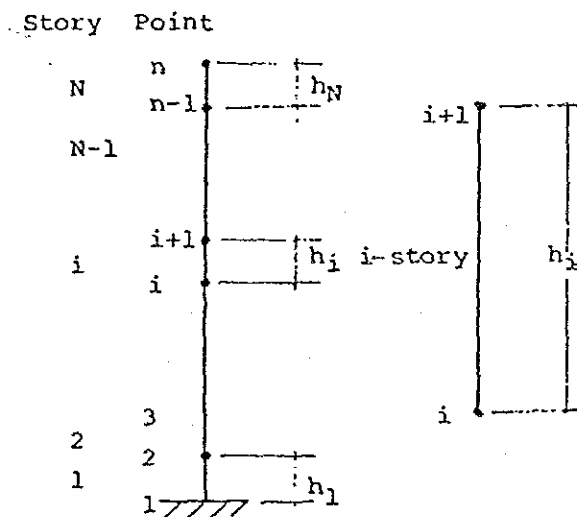 Story Point
n
N
h_N
n-1
i+1
N-1
i+1
h_i
i-story
h_i
i
i
3
i
2
2
1
h_1
1